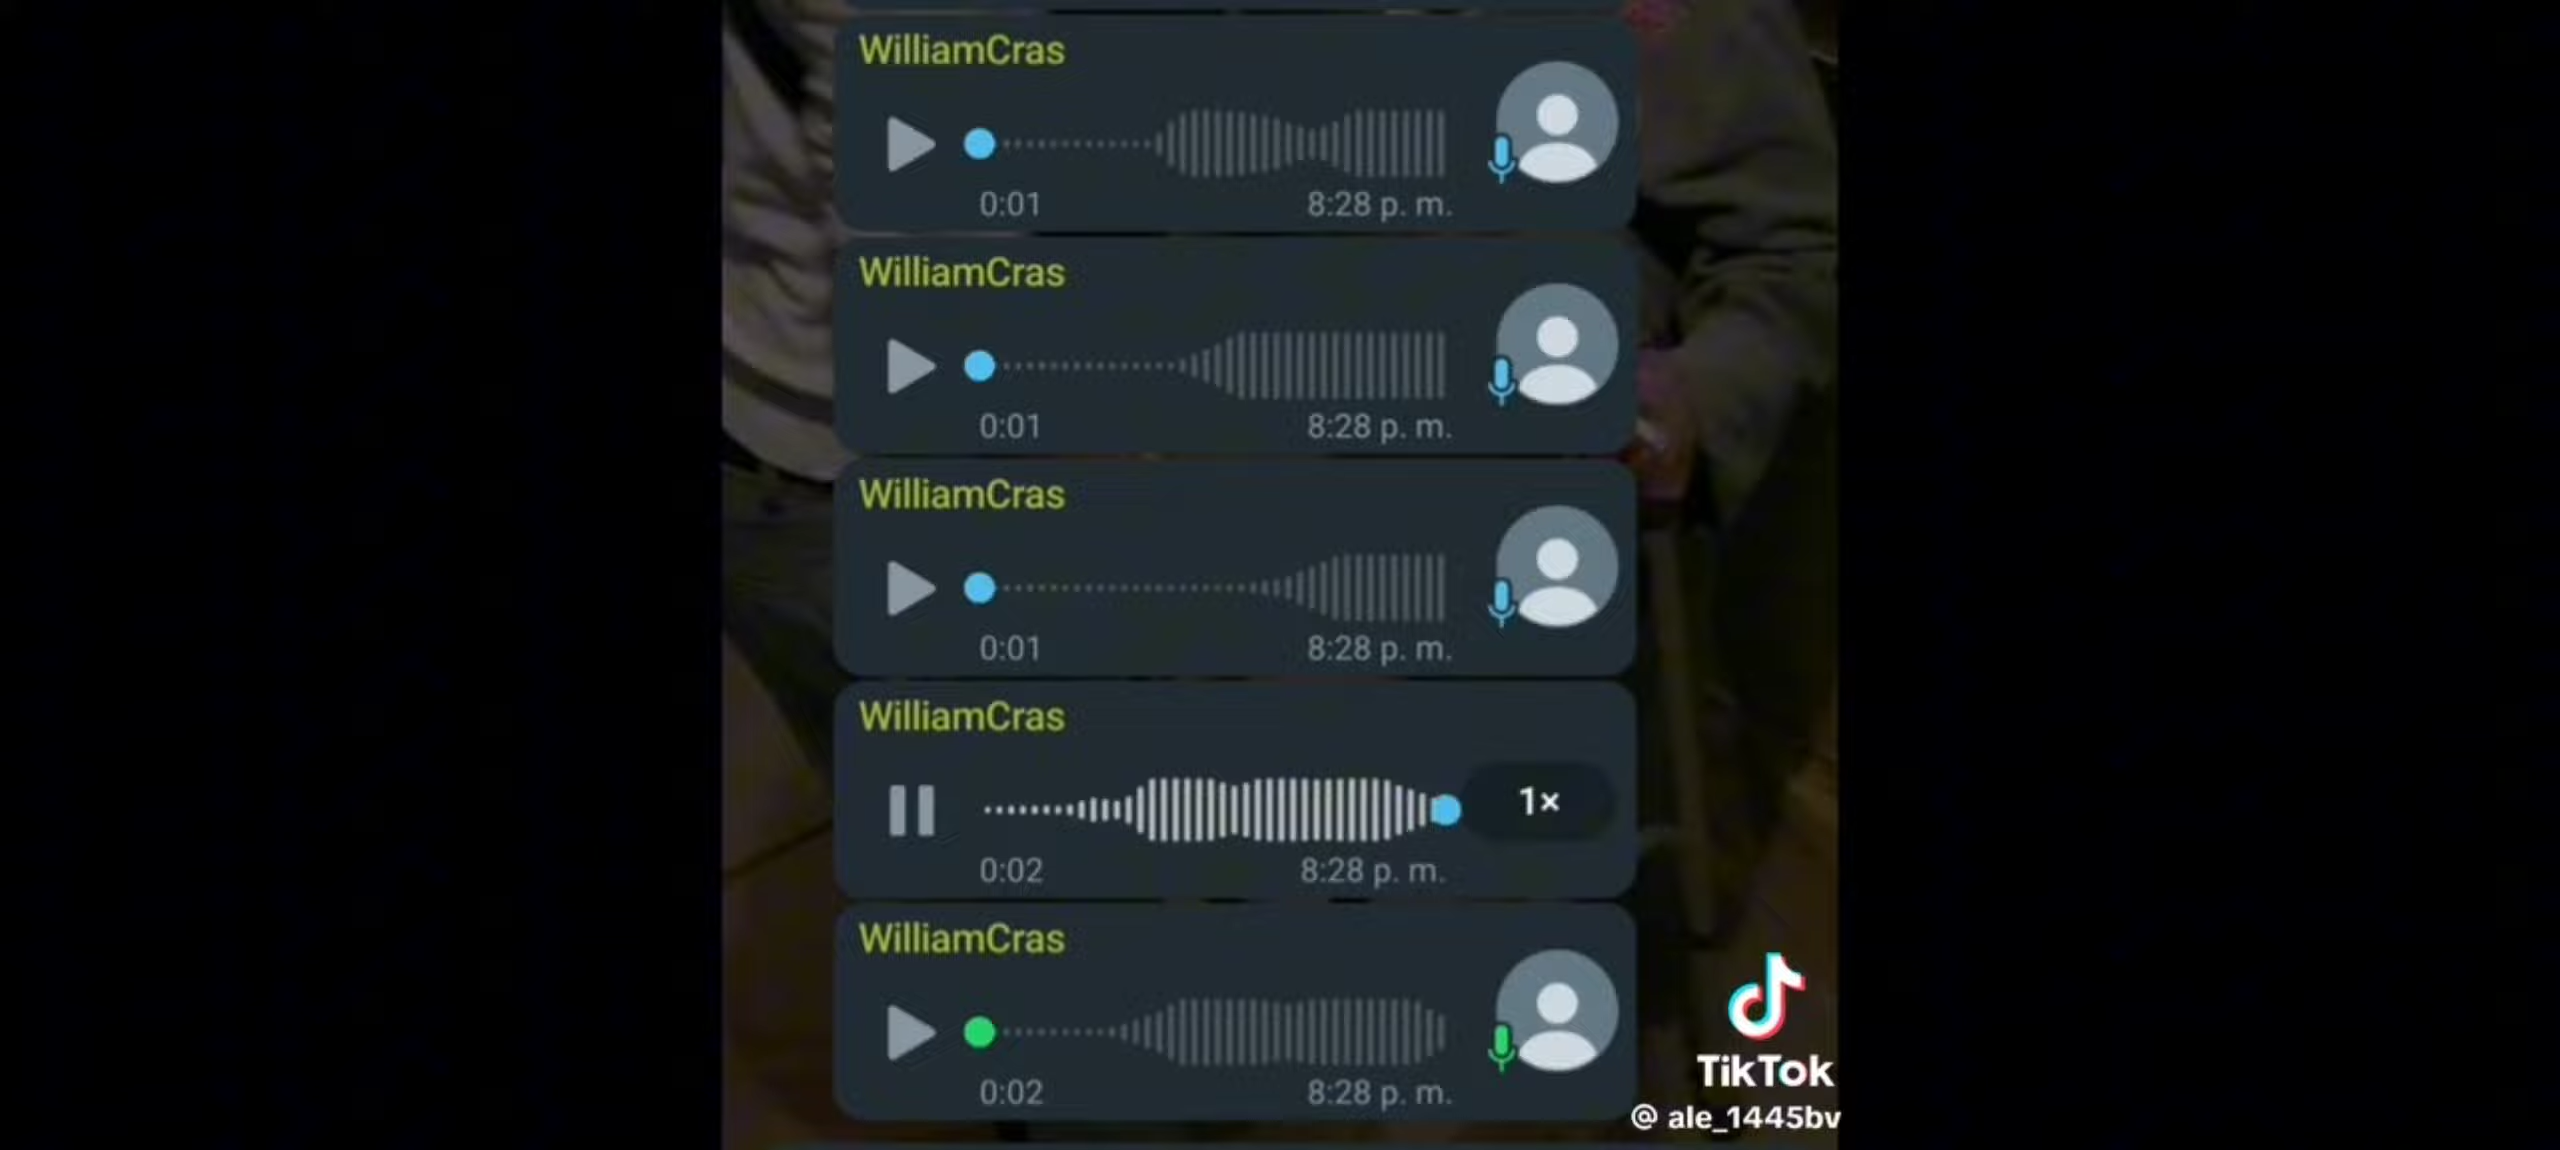 WilliamCras
0:01 8:28 p. m.
WilliamCras
0:01 8:28 p. m.
WilliamCras
0:01 8:28 p. m.
WilliamCras
1×
0:02 8:28 p. m.
WilliamCras
0:02 8:28 p. m.
TikTok
@ ale_1445bv